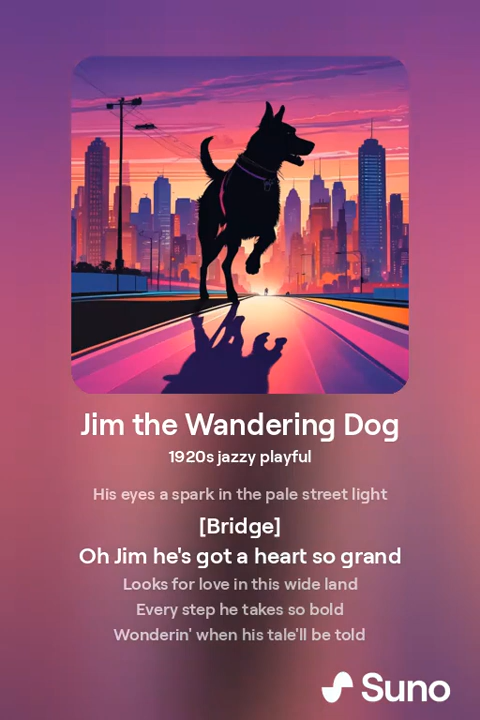 Jim the Wandering Dog
1920s jazzy playful
His eyes a spark in the pale street light
[Bridge]
Oh Jim he's got a heart so grand
Looks for love in this wide land
Every step he takes so bold
Wonderin' when his tale'll be told
Suno